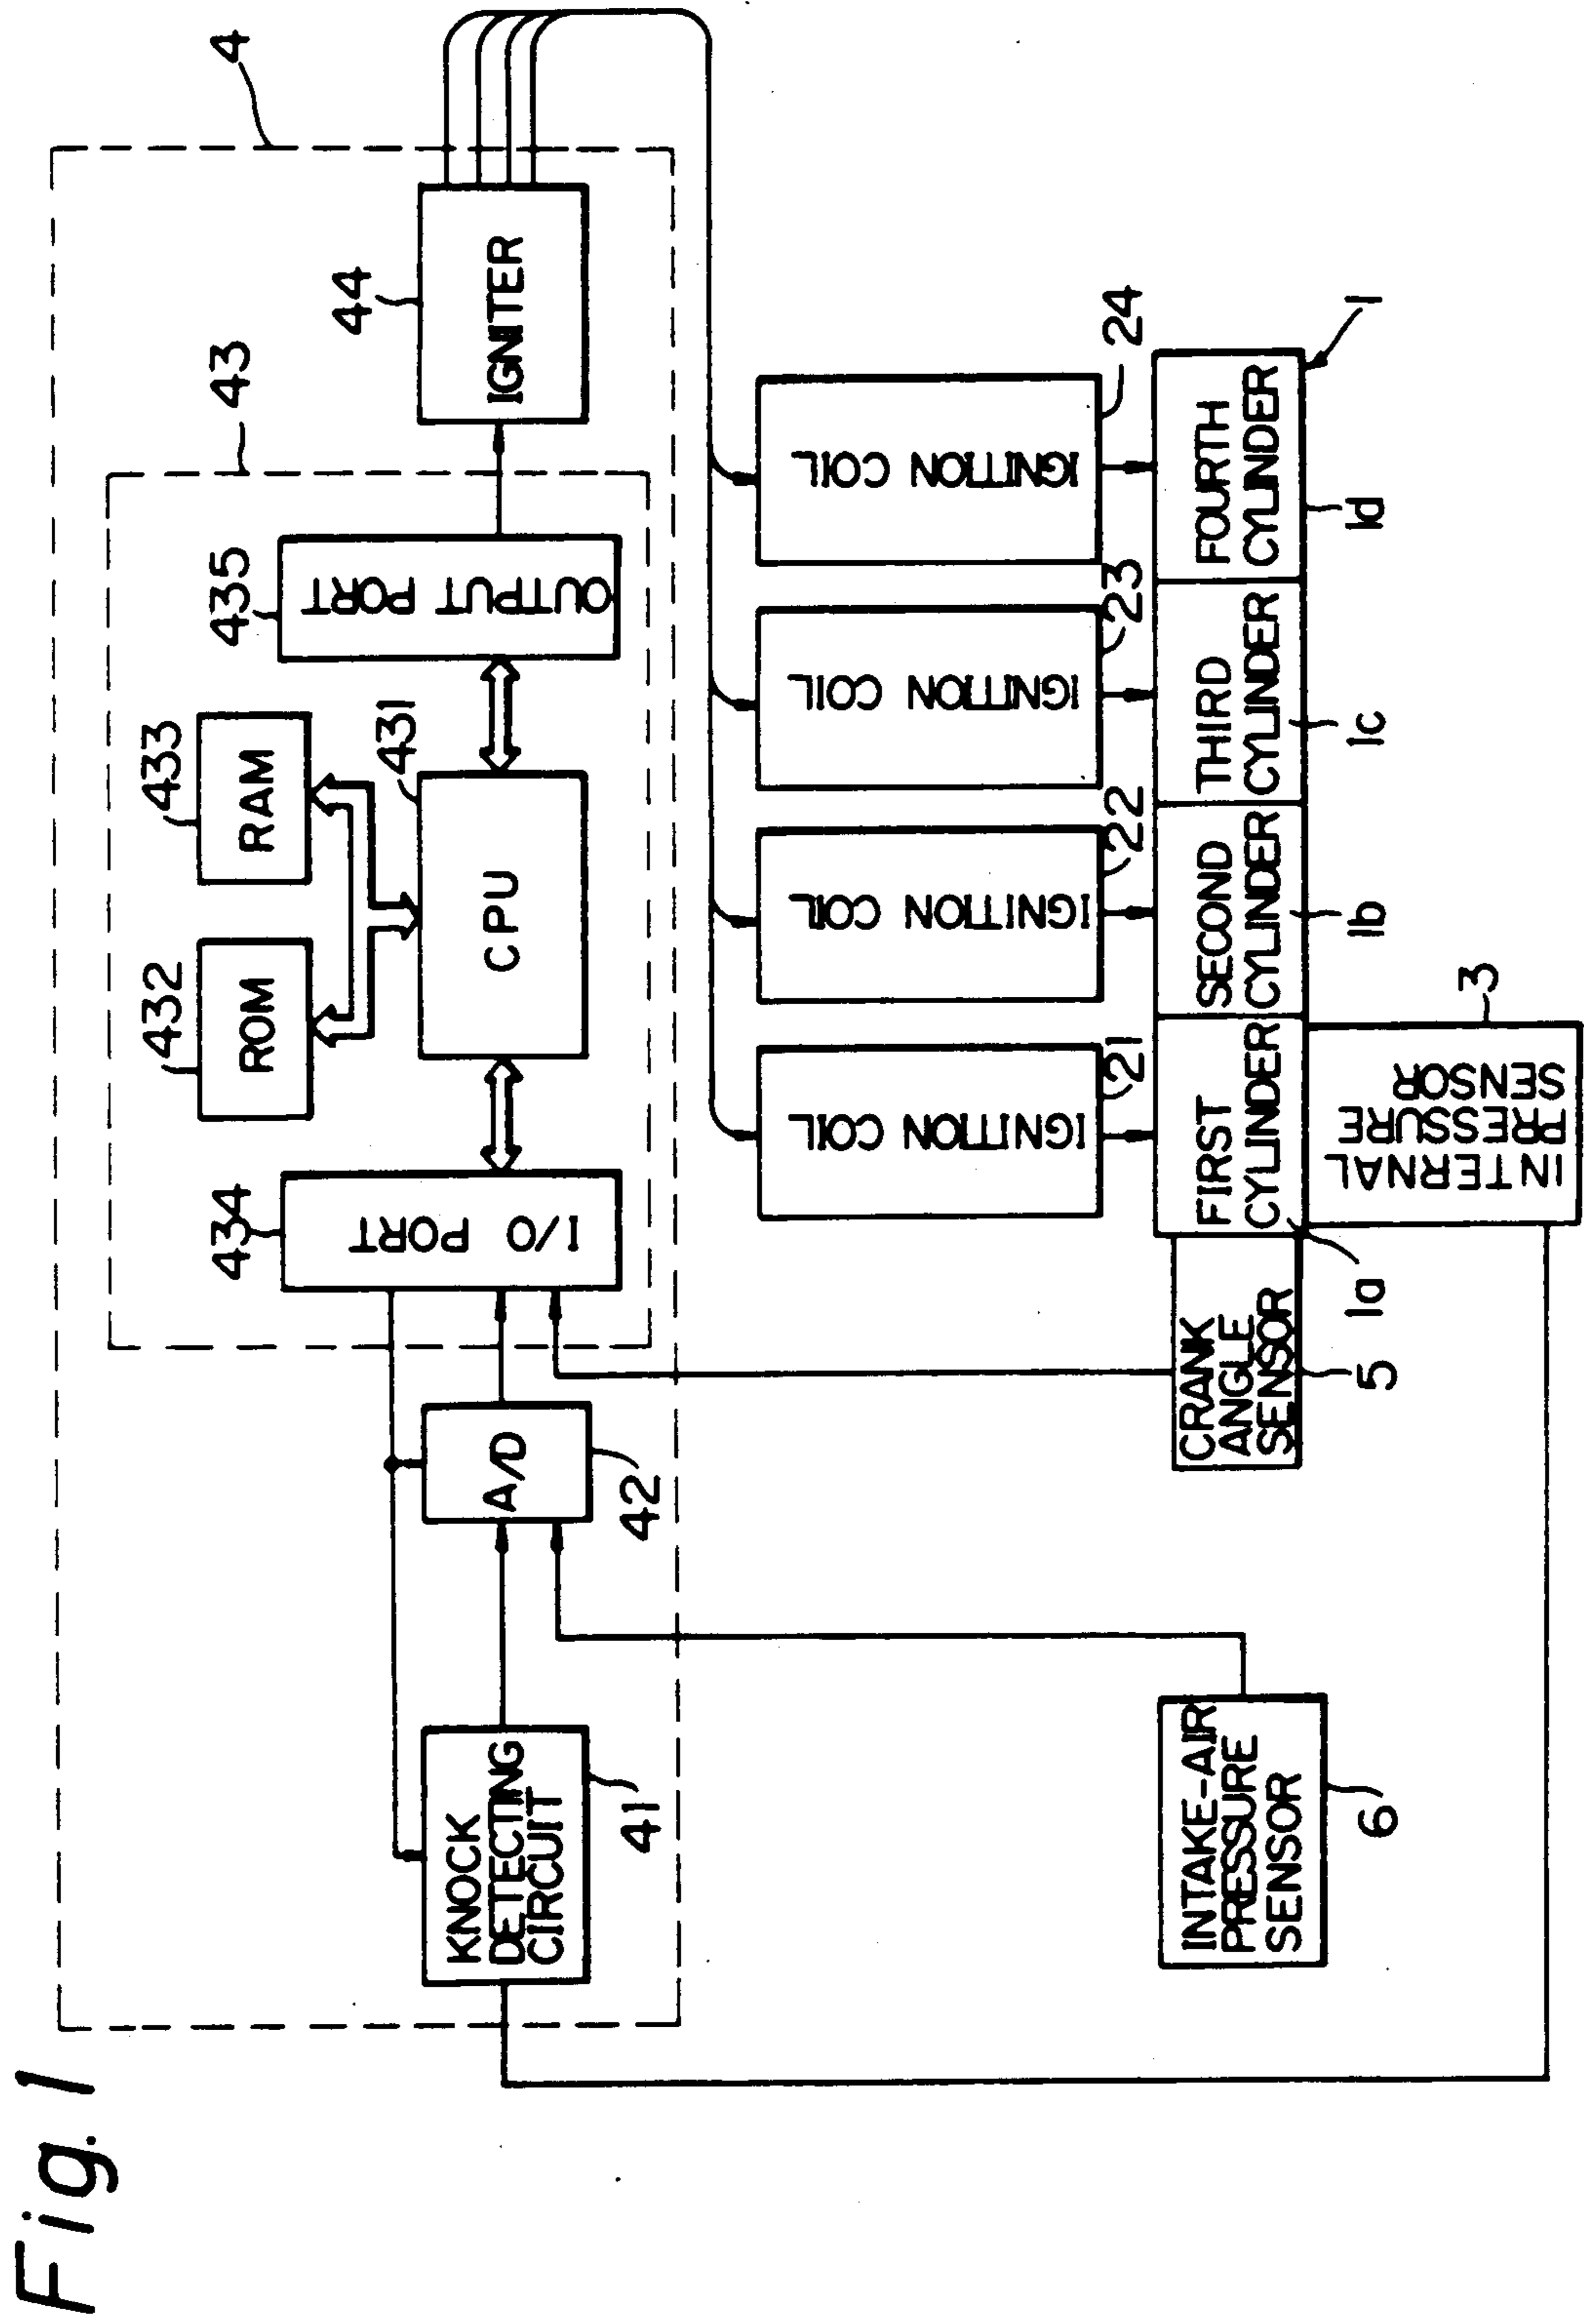 Fig. 1
4
43
432
433
434
435
ROM
RAM
431
44
I/O
PORT
CPU
OUTPUT PORT
IGNITER
KNOCK
DETECTING
CIRCUIT
A/D
41
42
IGNITION COIL
IGNITION COIL
IGNITION COIL
IGNITION COIL
21
22
23
24
INTAKE-AIR
PRESSURE
SENSOR
6
CRANK
ANGLE
SENSOR
5
FIRST
CYLINDER
SECOND
CYLINDER
THIRD
CYLINDER
FOURTH
CYLINDER
1a
1b
1c
1d
1
INTERNAL
PRESSURE
SENSOR
3